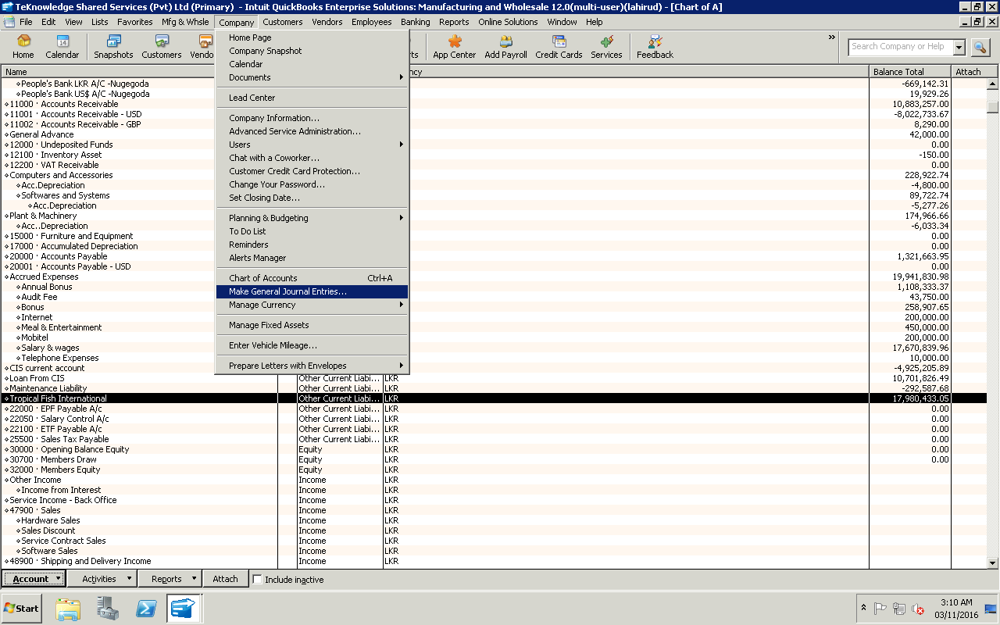 TeKnowledge Shared Services (Pvt) Ltd (Primary) - Intuit QuickBooks Enterprise Solutions: Manufacturing and Wholesale 12.0(multi-user)(lahirud) - [Chart of A]
File Edit View Lists Favorites Mfg & Whsle Company Customers Vendors Employees Banking Reports Online Solutions Window Help
Home Calendar Snapshots Customers Vendo ts App Center Add Payroll Credit Cards Services Feedback » Search Company or Help
Name cy Balance Total Attach
People's Bank LKR A/C -Nugegoda -669,142.31
People's Bank US$ A/C -Nugegoda 19,929.26
11000 · Accounts Receivable 10,883,257.00
11001 · Accounts Receivable - USD -8,022,733.67
11002 · Accounts Receivable - GBP 8,290.00
General Advance 42,000.00
12000 · Undeposited Funds 0.00
12100 · Inventory Asset -150.00
12200 · VAT Receivable 0.00
Computers and Accessories 228,922.74
Acc.Depreciation -4,800.00
Softwares and Systems 89,722.74
Acc.Depreciation -5,277.26
Plant & Machinery 174,966.66
Acc..Depreciation -6,033.34
15000 · Furniture and Equipment 0.00
17000 · Accumulated Depreciation 0.00
20000 · Accounts Payable 1,321,663.95
20001 · Accounts Payable - USD 0.00
Accrued Expenses 19,941,830.98
Annual Bonus 1,108,333.37
Audit Fee 43,750.00
Bonus 258,907.65
Internet 200,000.00
Meal & Entertainment 450,000.00
Mobitel 200,000.00
Salary & wages 17,670,839.96
Telephone Expenses 10,000.00
CIS current account -4,925,205.89
Loan From CIS Other Current Liabi... LKR 10,701,826.49
Maintenance Liability Other Current Liabi... LKR -292,587.68
Tropical Fish International Other Current Liabi... LKR 17,980,433.05
22000 · EPF Payable A/c Other Current Liabi... LKR 0.00
22050 · Salary Control A/c Other Current Liabi... LKR 0.00
22100 · ETF Payable A/c Other Current Liabi... LKR 0.00
25500 · Sales Tax Payable Other Current Liabi... LKR 0.00
30000 · Opening Balance Equity Equity LKR 0.00
30700 · Members Draw Equity LKR 0.00
32000 · Members Equity Equity LKR
Other Income Income LKR
Income from Interest Income LKR
Service Income - Back Office Income LKR
47900 · Sales Income LKR
Hardware Sales Income LKR
Sales Discount Income LKR
Service Contract Sales Income LKR
Software Sales Income LKR
48900 · Shipping and Delivery Income Income LKR
Home Page
Company Snapshot
Calendar
Documents
Lead Center
Company Information...
Advanced Service Administration...
Users
Chat with a Coworker...
Customer Credit Card Protection...
Change Your Password...
Set Closing Date...
Planning & Budgeting
To Do List
Reminders
Alerts Manager
Chart of Accounts Ctrl+A
Make General Journal Entries...
Manage Currency
Manage Fixed Assets
Enter Vehicle Mileage...
Prepare Letters with Envelopes
Account Activities Reports Attach Include inactive
Start 3:10 AM
03/11/2016